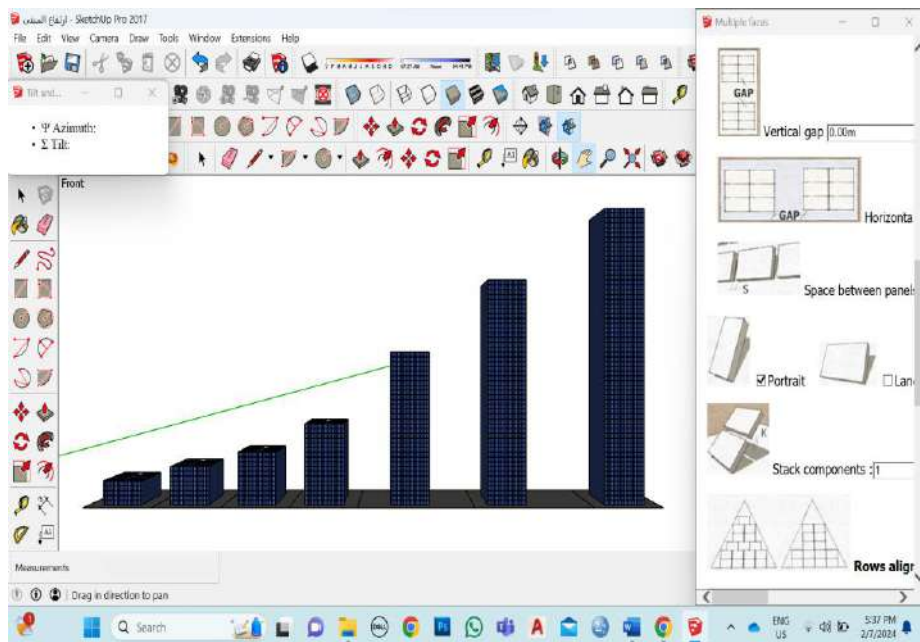 ارتفاع المبنى - SketchUp Pro 2017
File Edit View Camera Draw Tools Window Extensions Help
Tilt and...
Ψ Azimuth:
Σ Tilt:
Front
Measurements
Drag in direction to pan
Multiple faces
GAP
Vertical gap 0.00m
GAP
Horizonta
S
Space between panels
Portrait
Lan
K
Stack components : 1
Rows align
Search
ENG
US
5:37 PM
2/7/2024